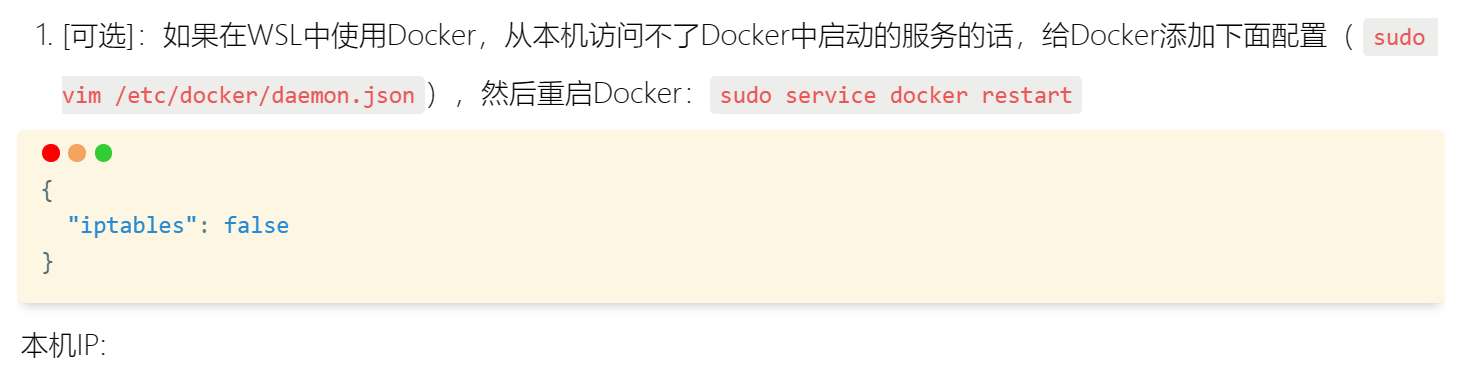 1. [可选]：如果在WSL中使用Docker，从本机访问不了Docker中启动的服务的话，给Docker添加下面配置（ sudo
vim /etc/docker/daemon.json），然后重启Docker：sudo service docker restart
{
  "iptables": false
}
本机IP: